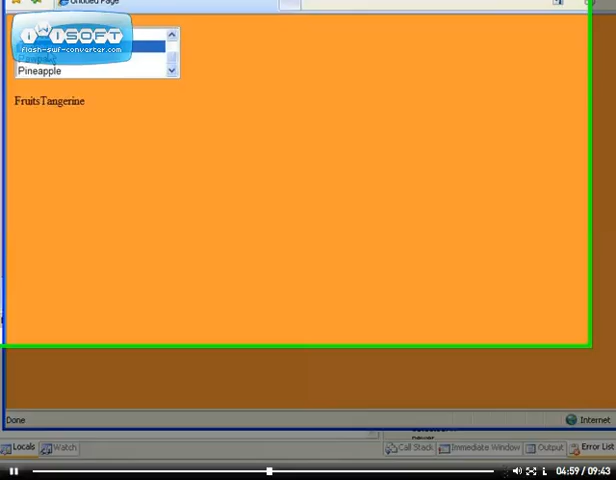 Untitled Page
iWiSOFT
flash-swf-converter.com
Pineapple
FruitsTangerine
Done
Internet
Locals
Watch
Call Stack
Immediate Window
Output
Error List
04:59 / 09:43